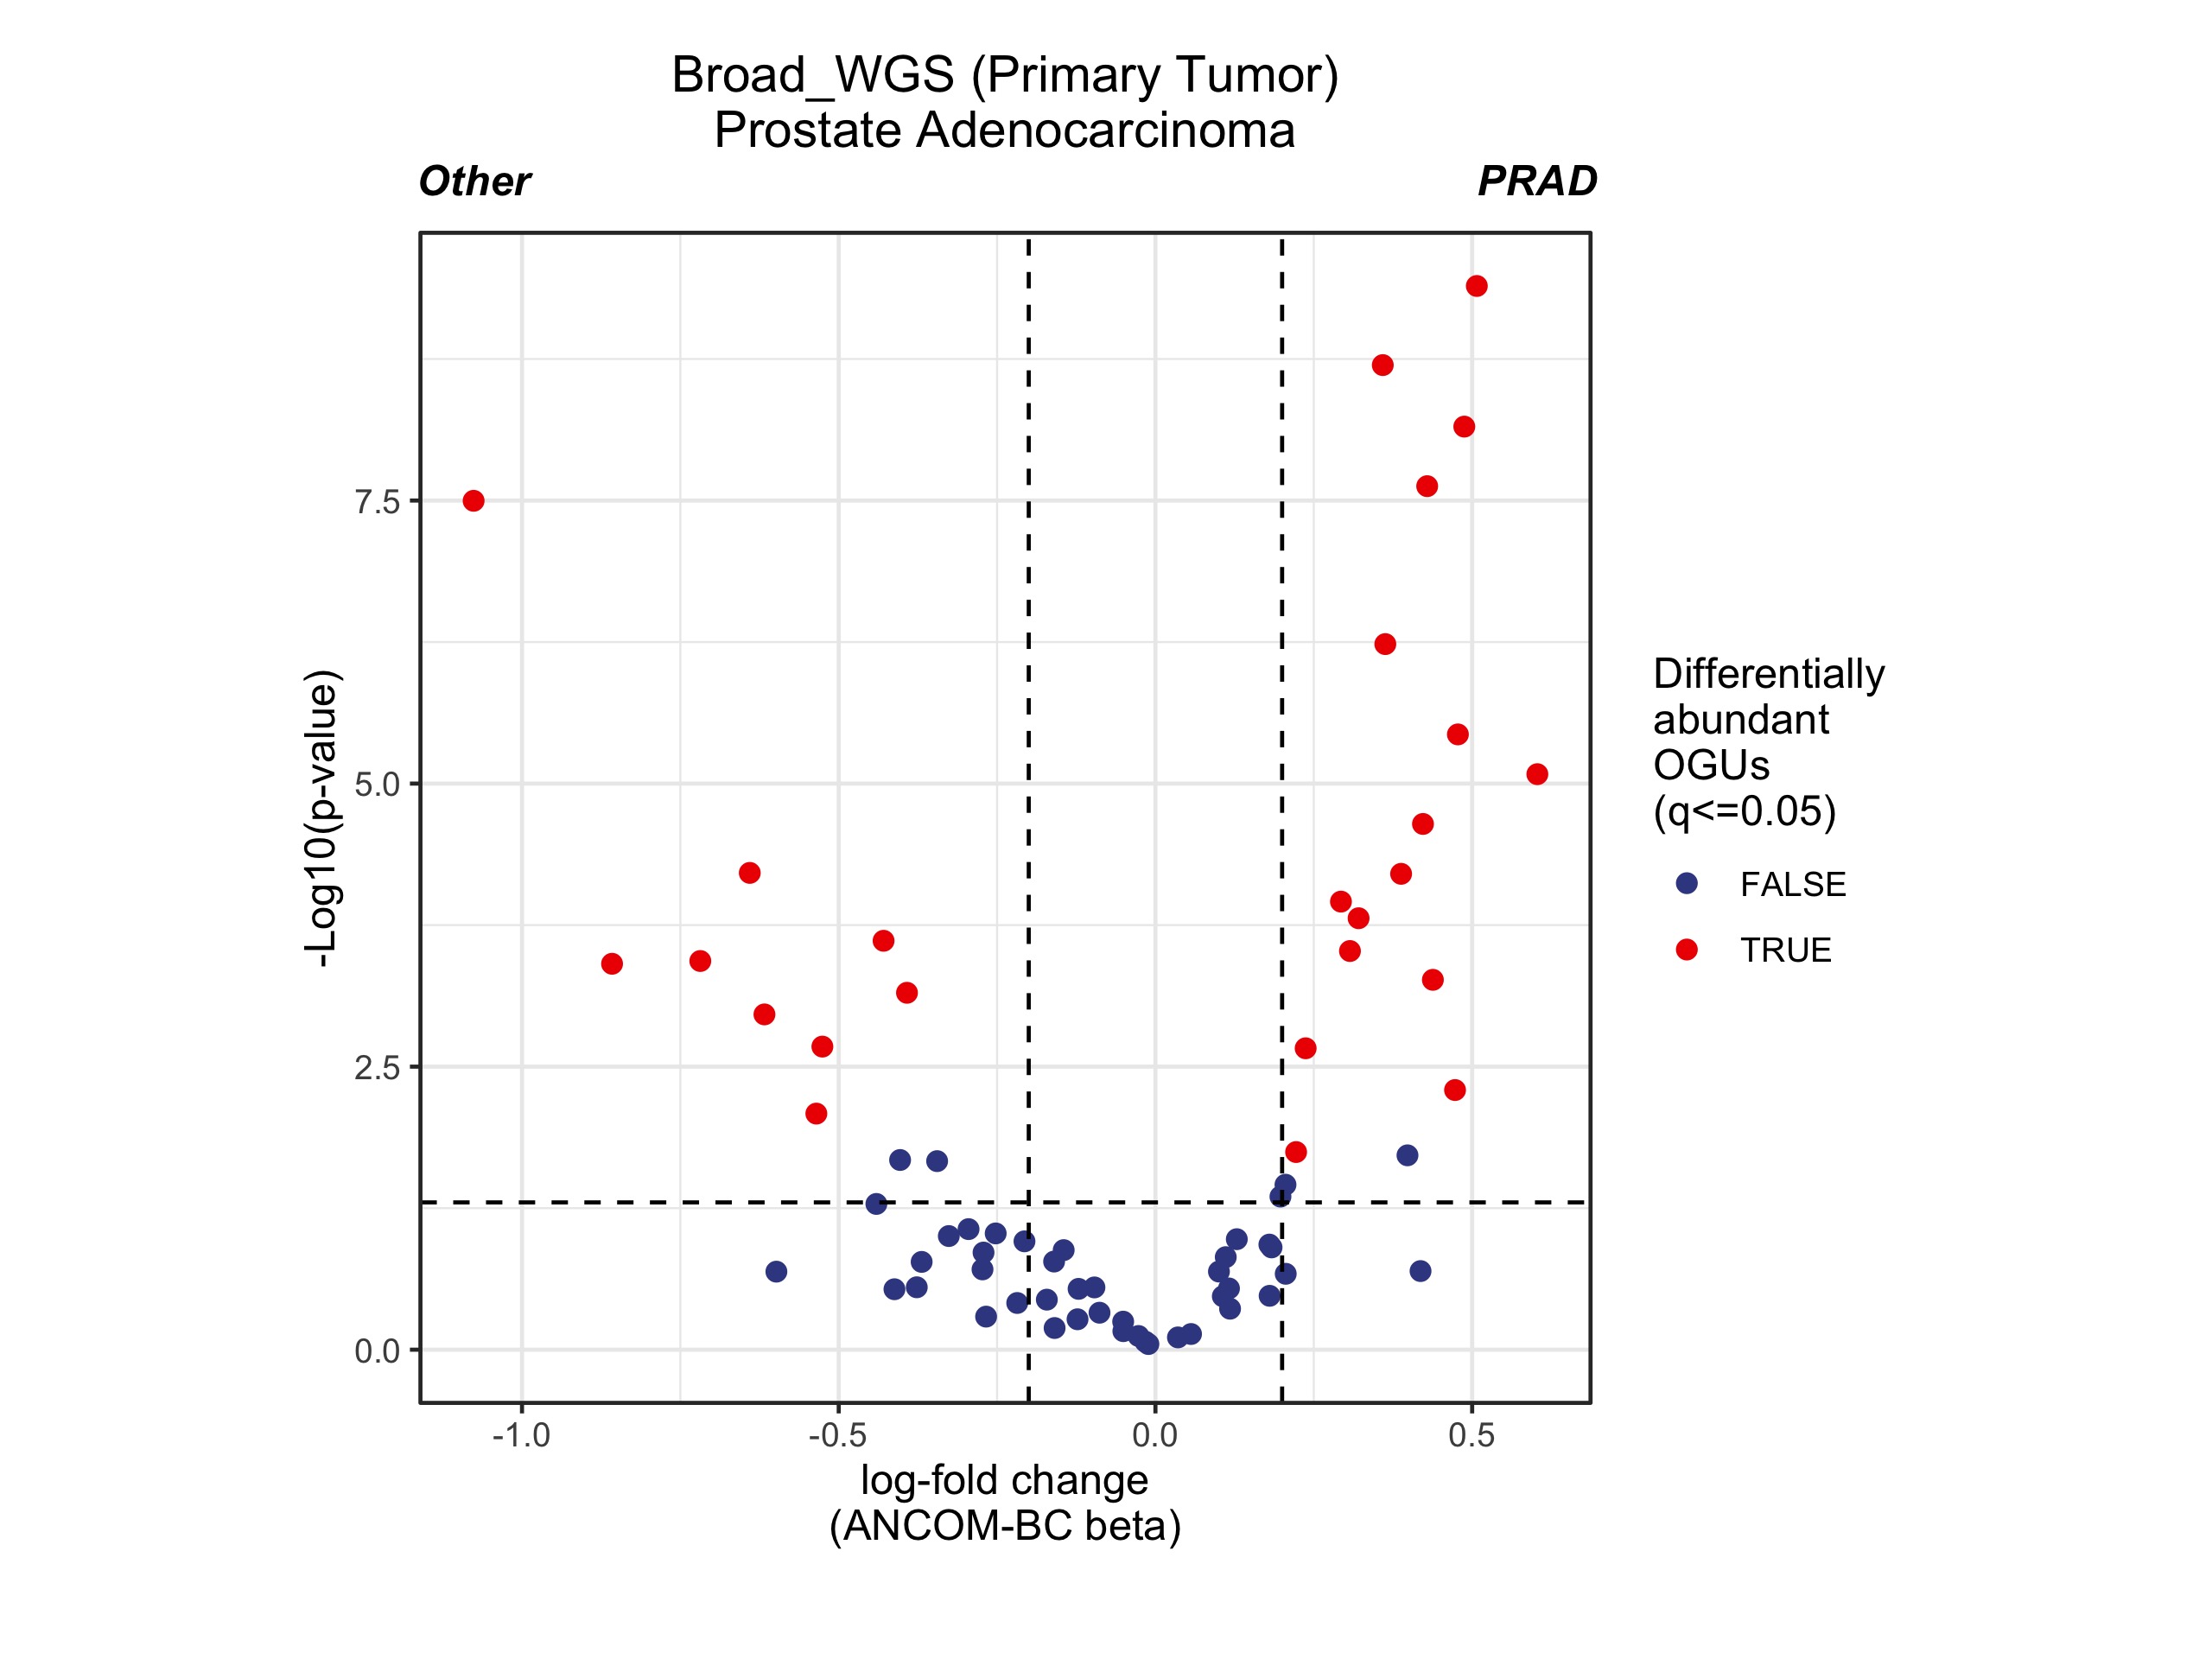 Broad_WGS (Primary Tumor)
Prostate Adenocarcinoma
Other
PRAD
7.5
5.0
2.5
0.0
-Log10(p-value)
-1.0
-0.5
0.0
0.5
log-fold change
(ANCOM-BC beta)
Differentially
abundant
OGUs
(q<=0.05)
FALSE
TRUE